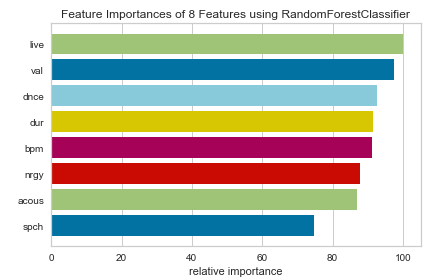 Feature Importances of 8 Features using RandomForestClassifier
live
val
dnce
dur
bpm
nrgy
acous
spch
0 20 40 60 80 100
relative importance